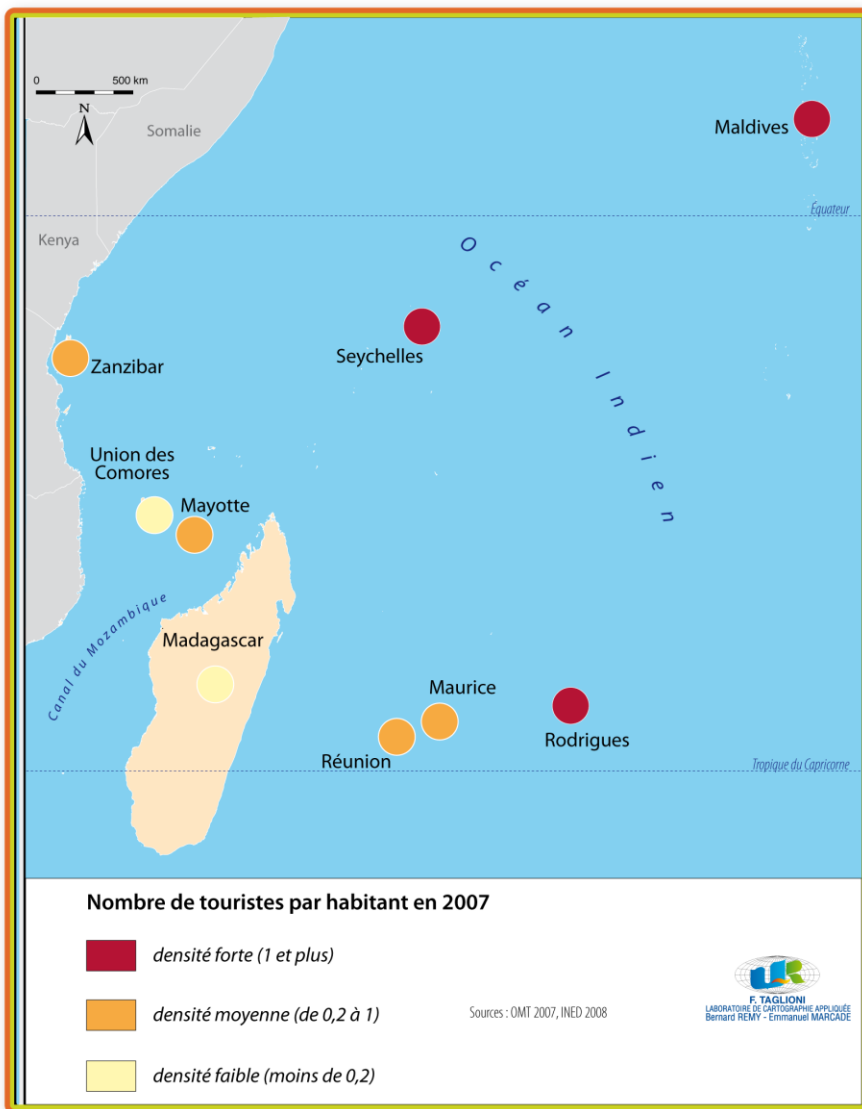 0 500 km
N
Somalie
Maldives
Équateur
Kenya
Océan Indien
Seychelles
Zanzibar
Union des
Comores
Mayotte
Canal du Mozambique
Madagascar
Maurice
Rodrigues
Réunion
Tropique du Capricorne
Nombre de touristes par habitant en 2007
densité forte (1 et plus)
densité moyenne (de 0,2 à 1)
densité faible (moins de 0,2)
Sources : OMT 2007, INED 2008
UR
F. TAGLIONI
LABORATOIRE DE CARTOGRAPHIE APPLIQUÉE
Bernard REMY - Emmanuel MARCADE